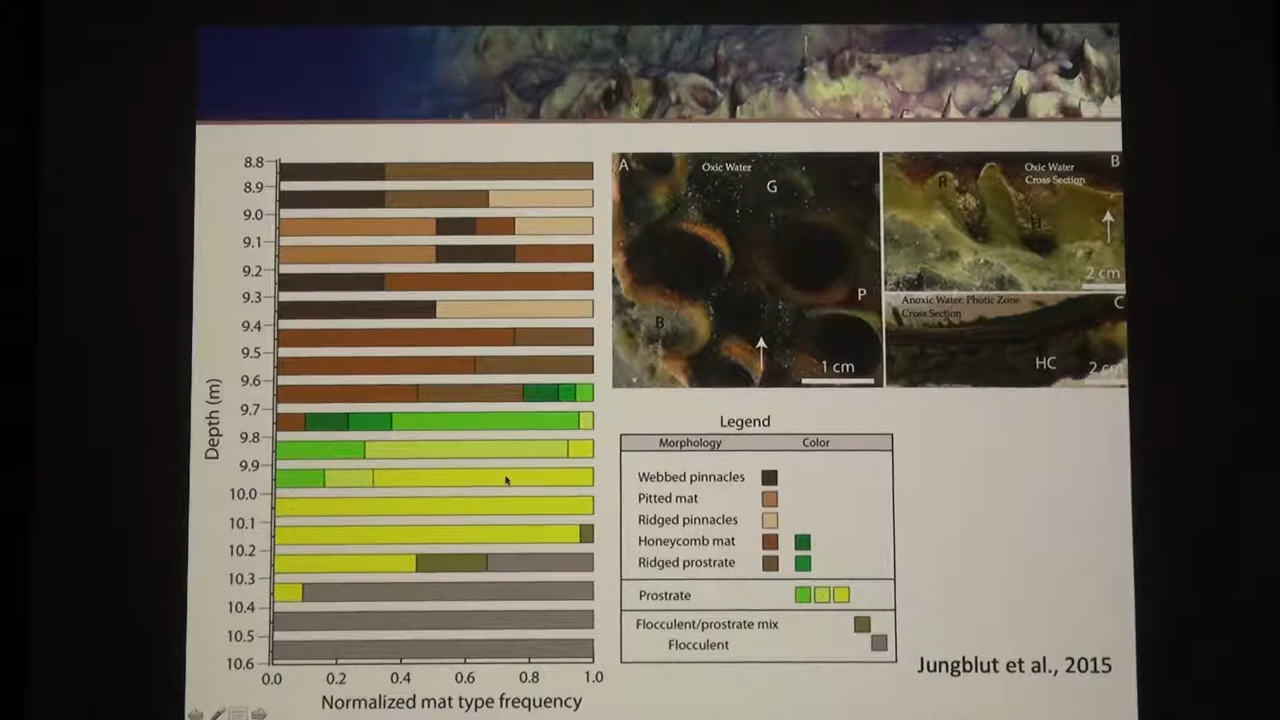 8.8
8.9
9.0
9.1
9.2
9.3
9.4
9.5
9.6
9.7
9.8
9.9
10.0
10.1
10.2
10.3
10.4
10.5
10.6
Depth (m)
0.0 0.2 0.4 0.6 0.8 1.0
Normalized mat type frequency
A
Oxic Water
G
P
B
1 cm
B
Oxic Water
Cross Section
R
H
2 cm
C
Anoxic Water, Photic Zone
Cross Section
HC
2 c
Legend
Morphology Color
Webbed pinnacles
Pitted mat
Ridged pinnacles
Honeycomb mat
Ridged prostrate
Prostrate
Flocculent/prostrate mix
Flocculent
Jungblut et al., 2015